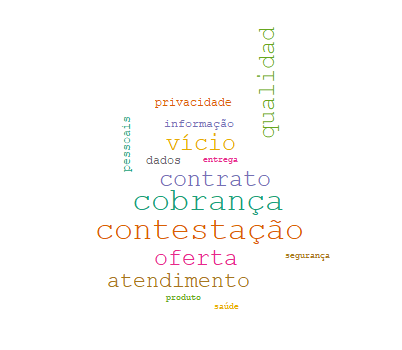 qualidad
privacidade
pessoais
informação
vício
dados
entrega
contrato
cobrança
contestação
oferta
segurança
atendimento
produto
saúde